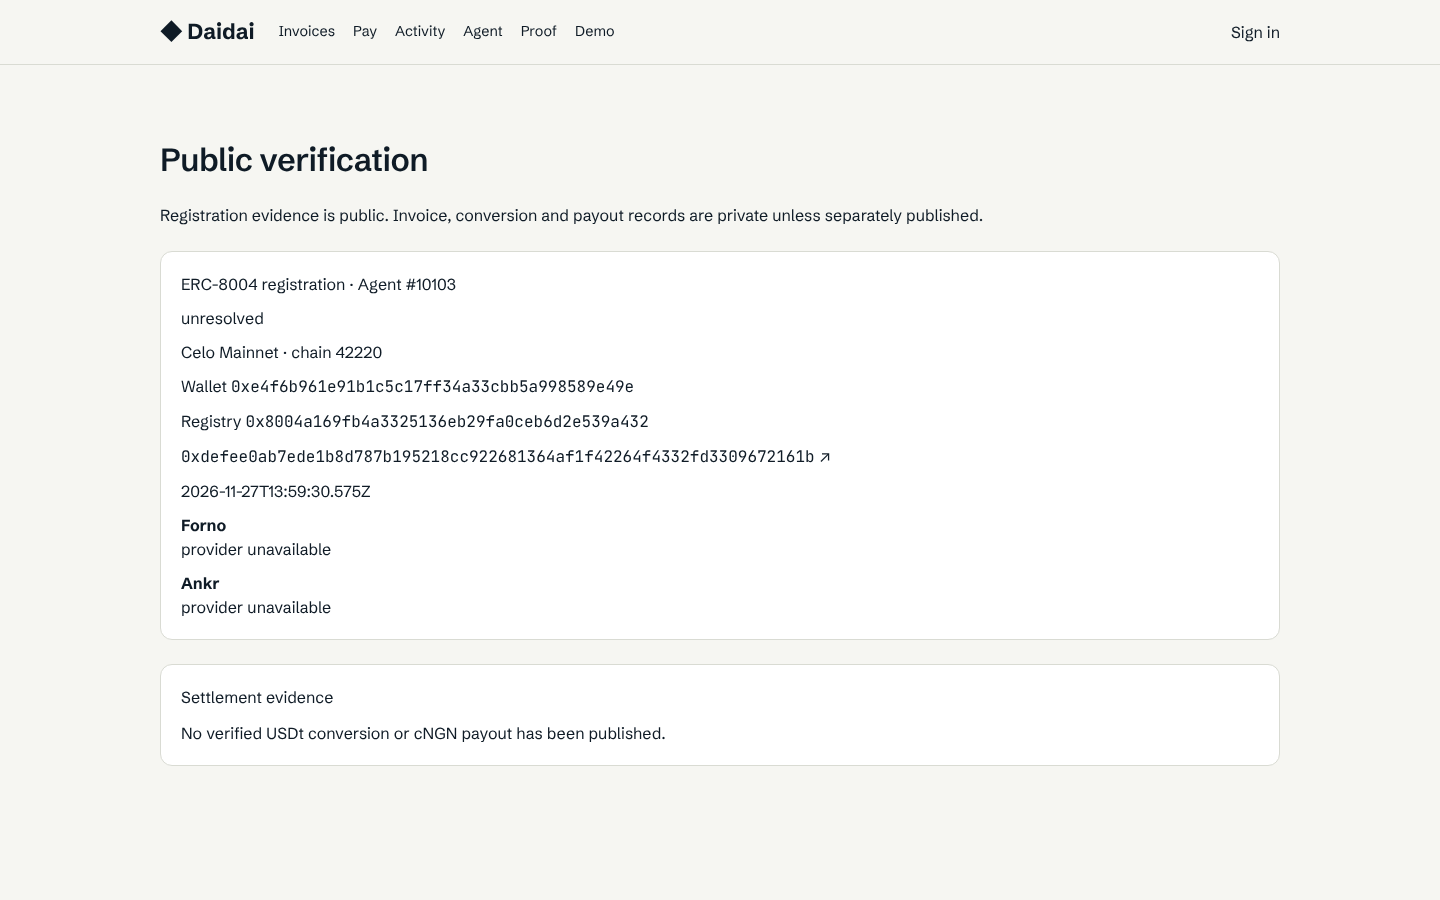 Daidai
Invoices
Pay
Activity
Agent
Proof
Demo
Sign in
Public verification
Registration evidence is public. Invoice, conversion and payout records are private unless separately published.
ERC-8004 registration · Agent #10103
unresolved
Celo Mainnet · chain 42220
Wallet 0xe4f6b961e91b1c5c17ff34a33cbb5a998589e49e
Registry 0x8004a169fb4a3325136eb29fa0ceb6d2e539a432
0xdefee0ab7ede1b8d787b195218cc922681364af1f42264f4332fd3309672161b ↗
2026-11-27T13:59:30.575Z
Forno
provider unavailable
Ankr
provider unavailable
Settlement evidence
No verified USDt conversion or cNGN payout has been published.